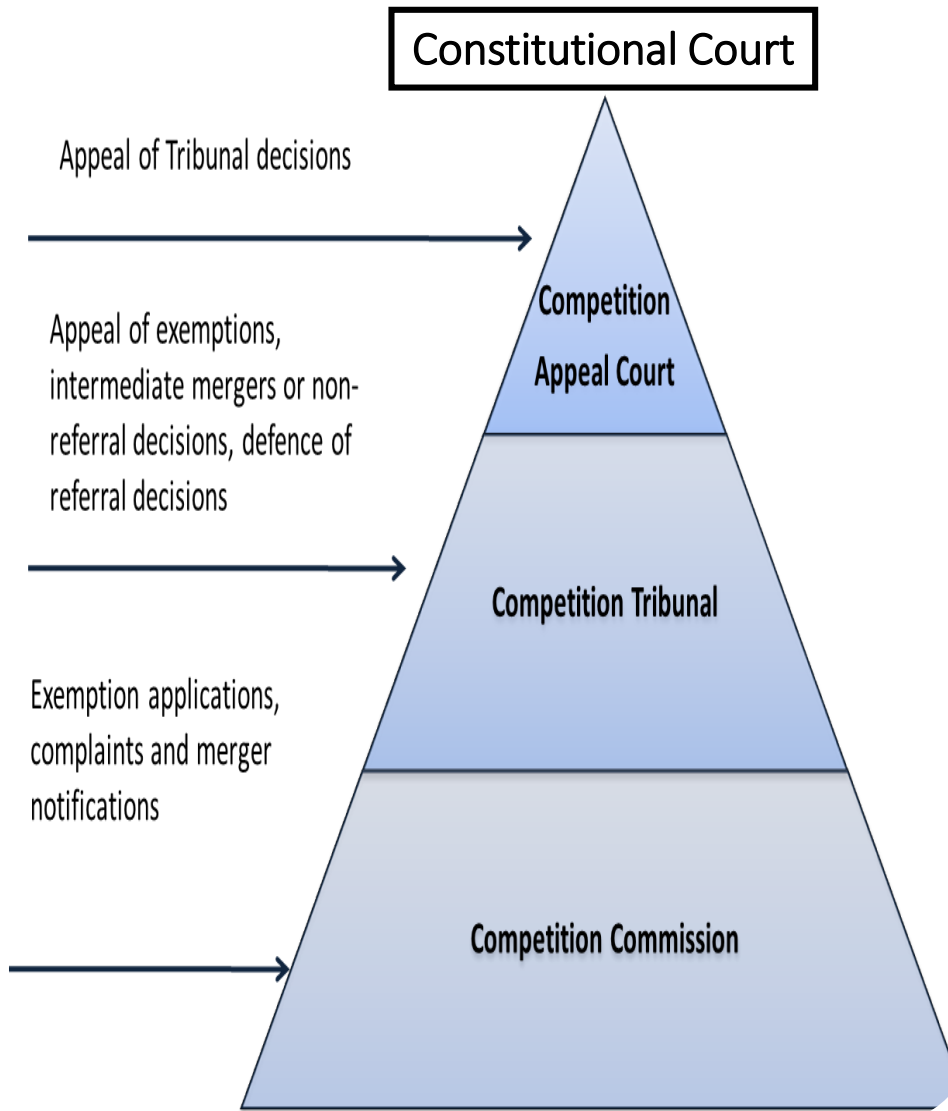 Constitutional Court
Appeal of Tribunal decisions
Competition
Appeal Court
Appeal of exemptions,
intermediate mergers or non-
referral decisions, defence of
referral decisions
Competition Tribunal
Exemption applications,
complaints and merger
notifications
Competition Commission